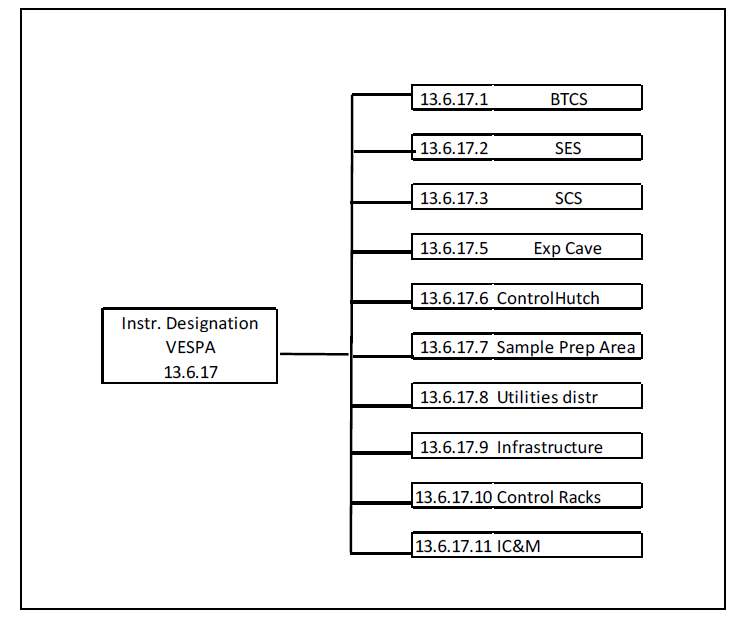 13.6.17.1 BTCS
13.6.17.2 SES
13.6.17.3 SCS
13.6.17.5 Exp Cave
13.6.17.6 ControlHutch
Instr. Designation
VESPA
13.6.17
13.6.17.7 Sample Prep Area
13.6.17.8 Utilities distr
13.6.17.9 Infrastructure
13.6.17.10 Control Racks
13.6.17.11 IC&M